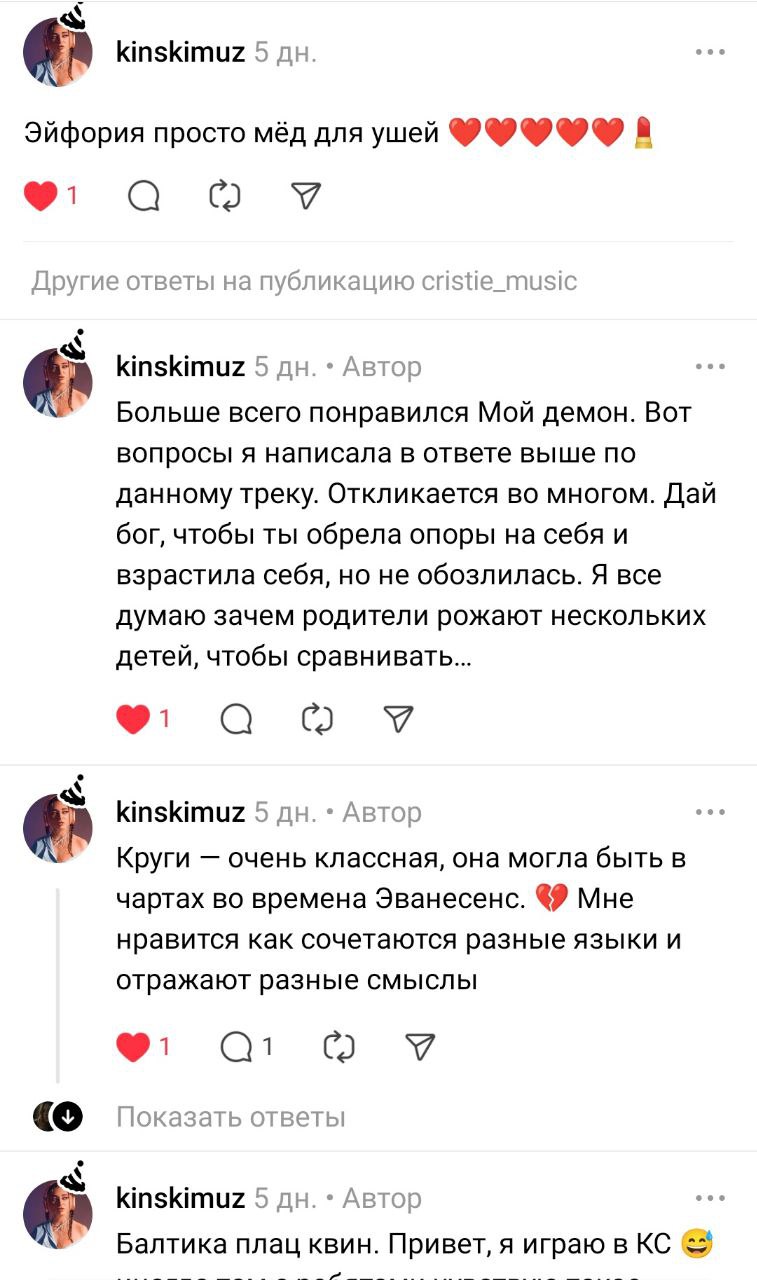 kinskimuz 5 дн.
Эйфория просто мёд для ушей ❤️❤️❤️❤️❤️💄
1
Другие ответы на публикацию cristie_music
kinskimuz 5 дн. • Автор
Больше всего понравился Мой демон. Вот
вопросы я написала в ответе выше по
данному треку. Откликается во многом. Дай
бог, чтобы ты обрела опоры на себя и
взрастила себя, но не обозлилась. Я все
думаю зачем родители рожают нескольких
детей, чтобы сравнивать...
1
kinskimuz 5 дн. • Автор
Круги — очень классная, она могла быть в
чартах во времена Эванесенс. 💔 Мне
нравится как сочетаются разные языки и
отражают разные смыслы
1 1
Показать ответы
kinskimuz 5 дн. • Автор
Балтика плац квин. Привет, я играю в КС 😅